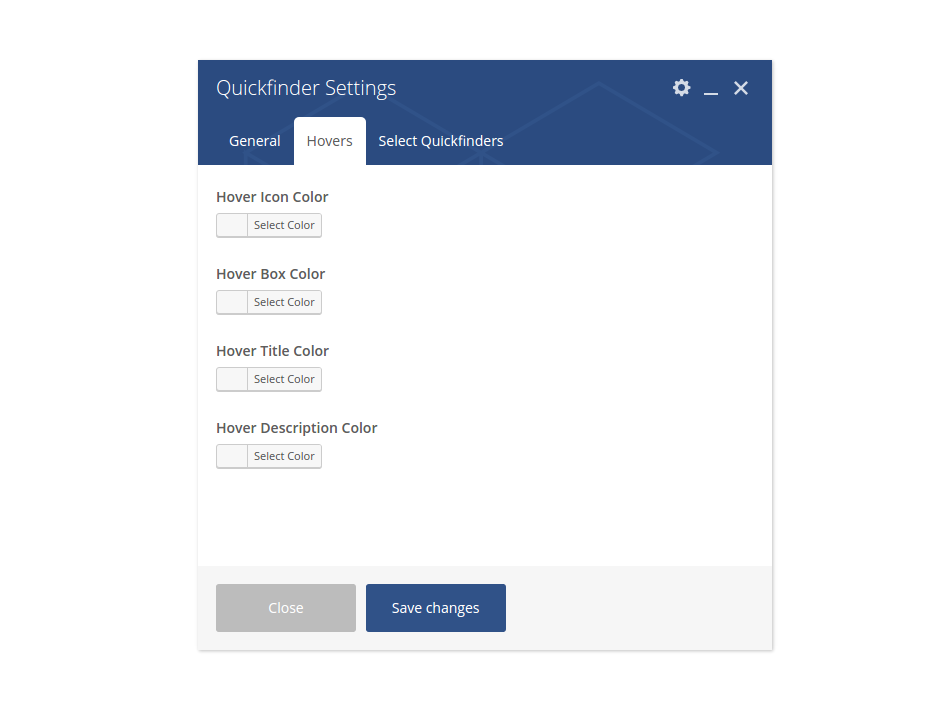 Quickfinder Settings
General Hovers Select Quickfinders
Hover Icon Color
Select Color
Hover Box Color
Select Color
Hover Title Color
Select Color
Hover Description Color
Select Color
Close Save changes